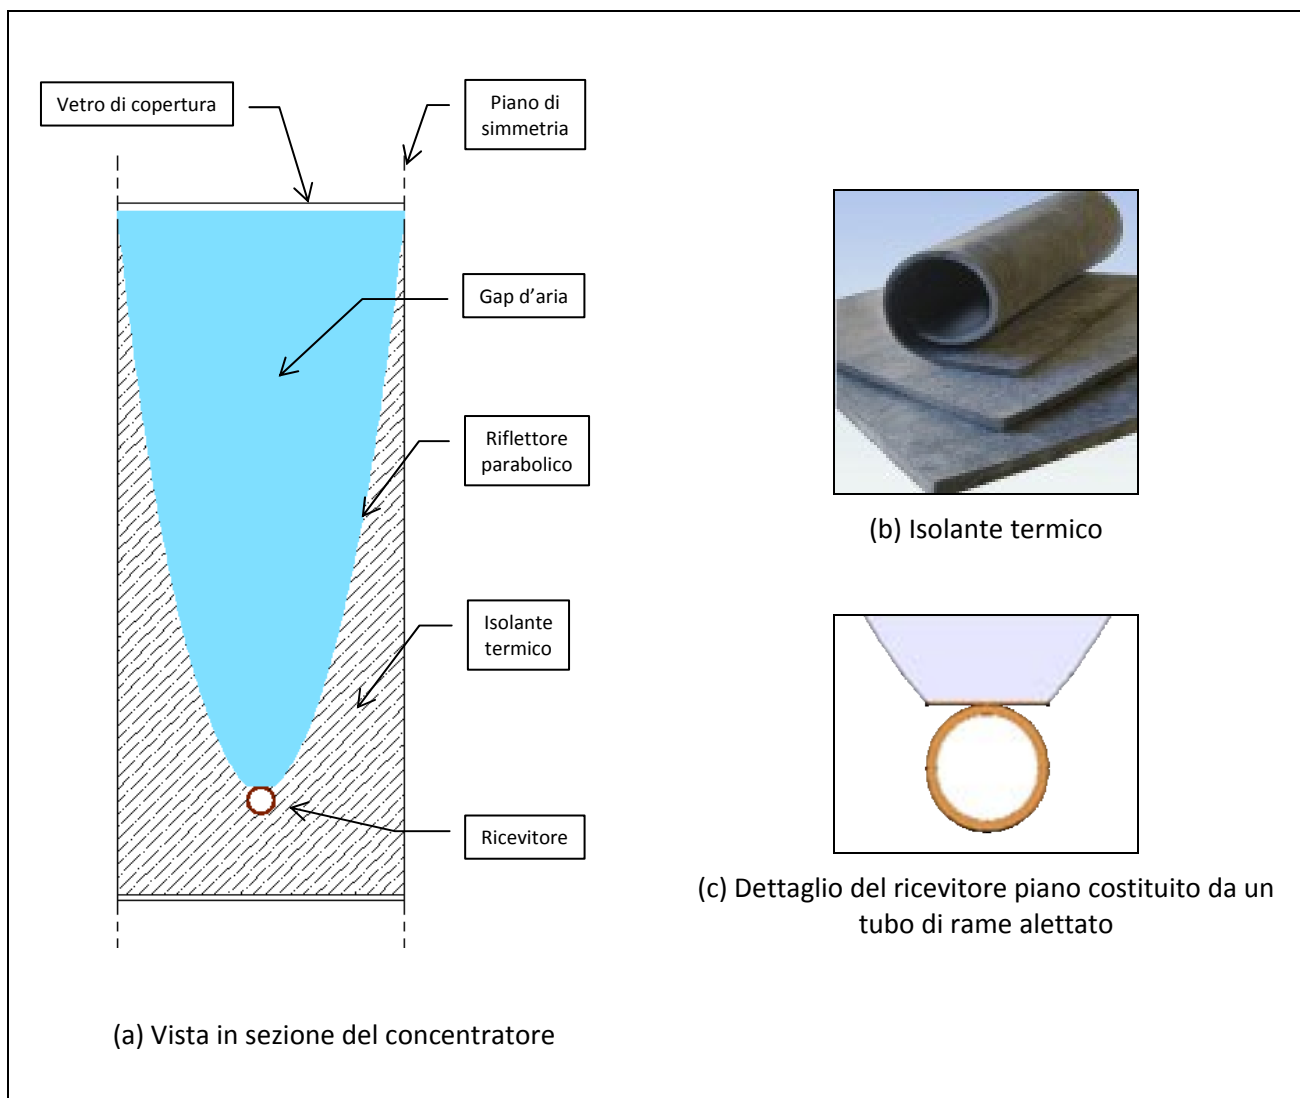 Vetro di copertura
Piano di
simmetria
Gap d'aria
Riflettore
parabolico
Isolante
termico
Ricevitore
(a) Vista in sezione del concentratore
(b) Isolante termico
(c) Dettaglio del ricevitore piano costituito da un
tubo di rame alettato